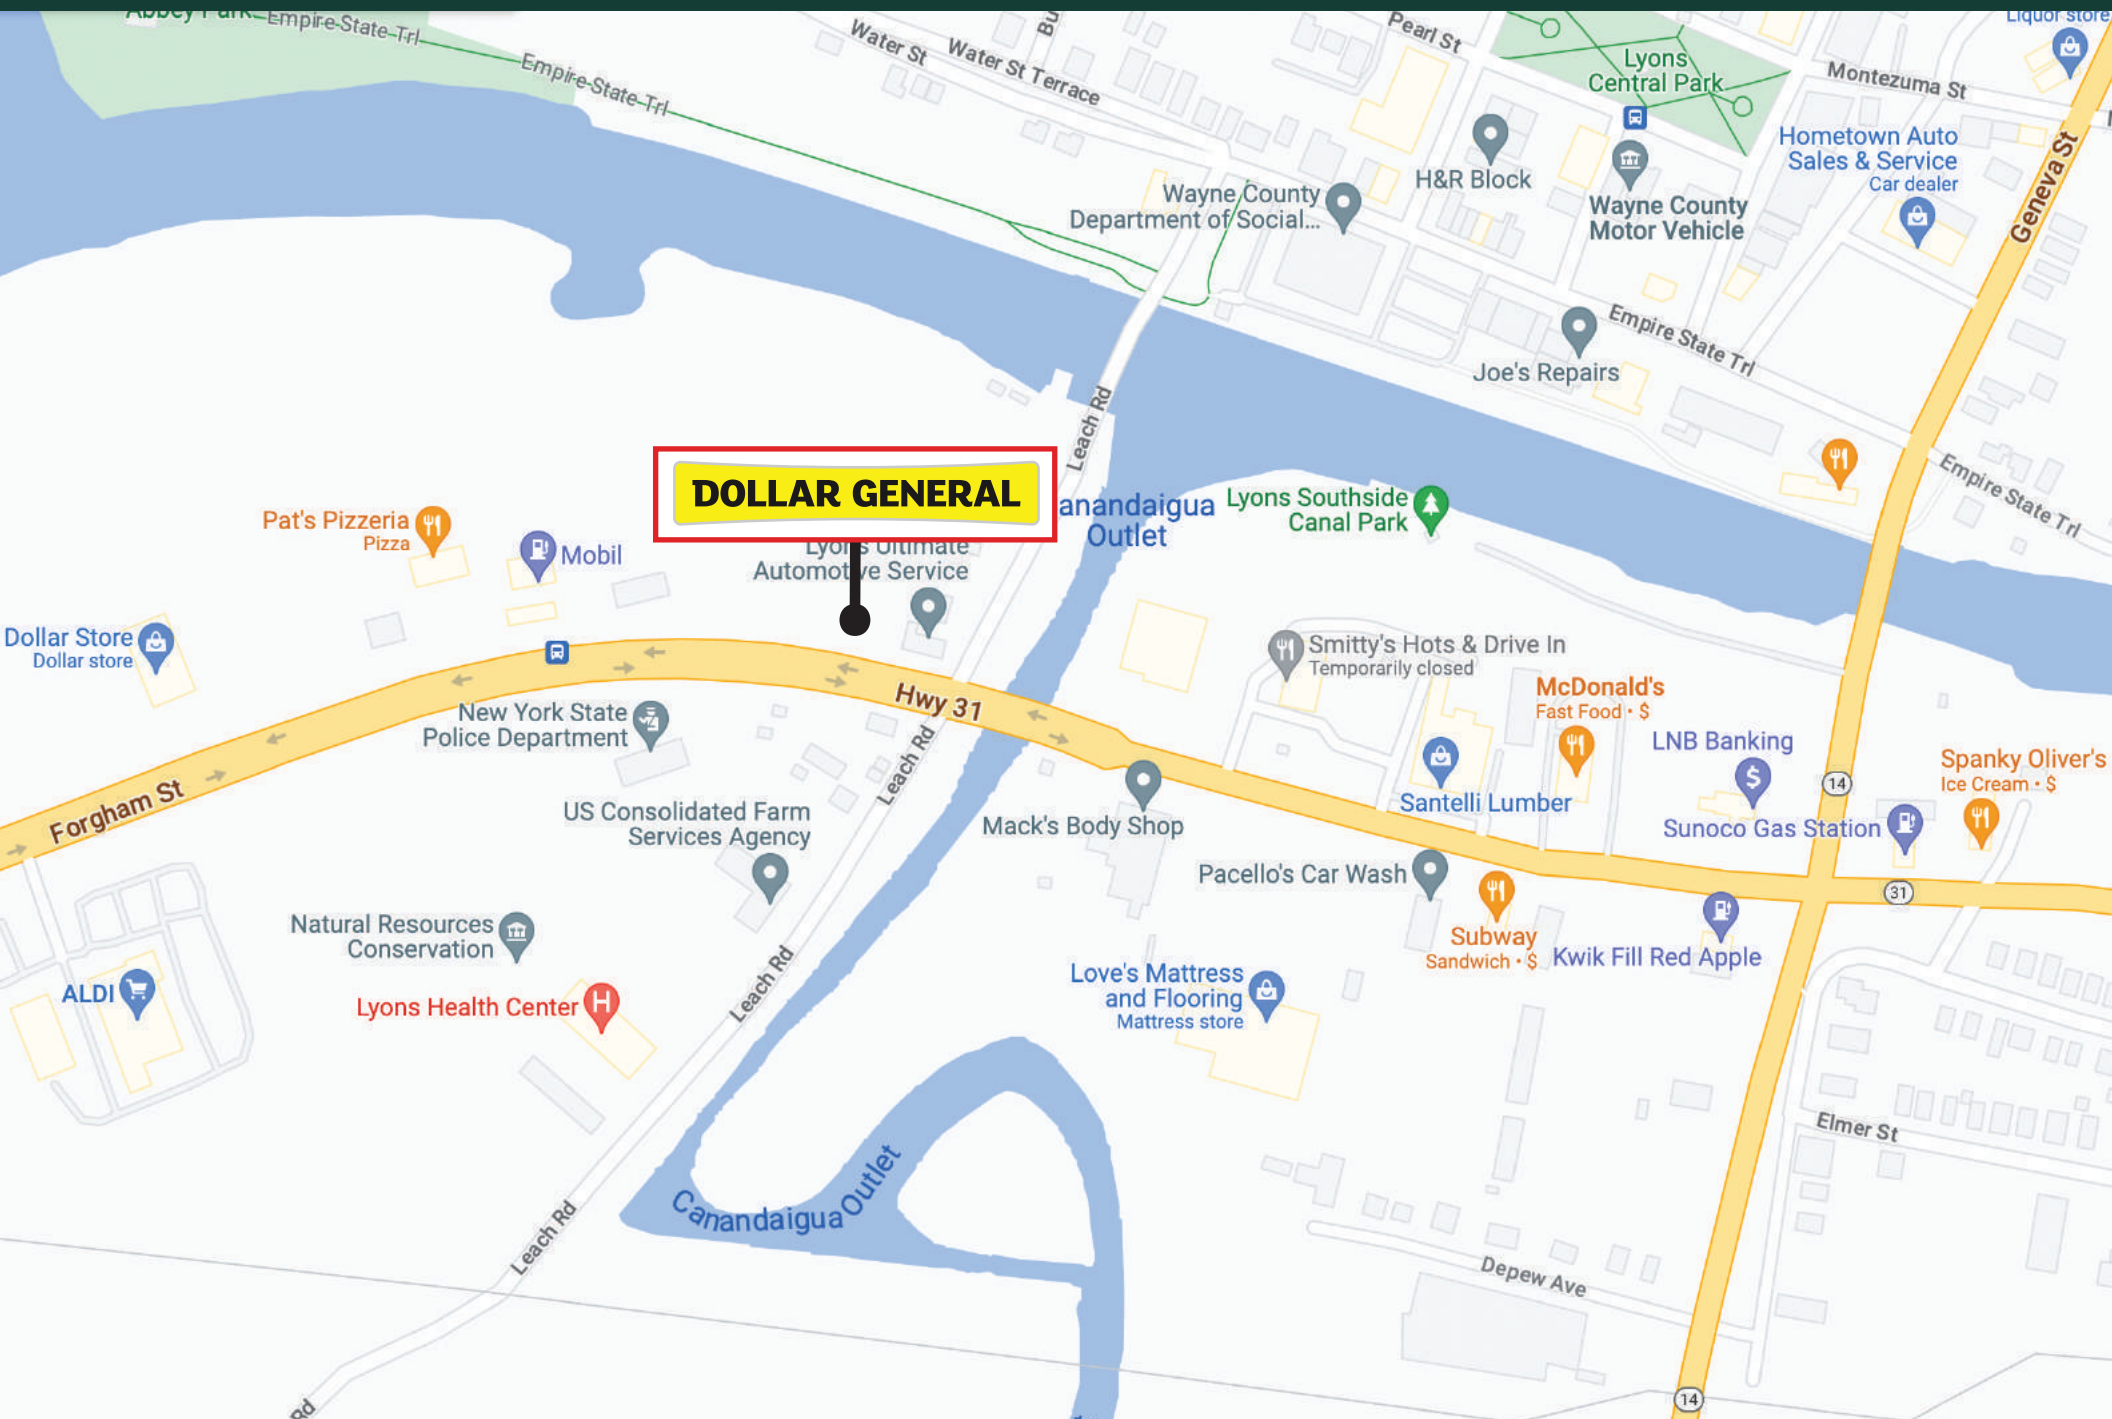 Abbey Park
Empire State Trl
Empire State Trl
Water St
Water St Terrace
Bu
Pearl St
Lyons
Central Park
Montezuma St
Liquor store
Geneva St
Hometown Auto
Sales & Service
Car dealer
H&R Block
Wayne County
Motor Vehicle
Wayne County
Department of Social...
Joe's Repairs
Empire State Trl
Empire State Trl
Leach Rd
DOLLAR GENERAL
Lyons Ultimate
Automotive Service
anandaigua
Outlet
Lyons Southside
Canal Park
Pat's Pizzeria
Pizza
Mobil
Dollar Store
Dollar store
Smitty's Hots & Drive In
Temporarily closed
McDonald's
Fast Food • $
LNB Banking
Spanky Oliver's
Ice Cream • $
14
Hwy 31
New York State
Police Department
Leach Rd
Santelli Lumber
Sunoco Gas Station
Forgham St
US Consolidated Farm
Services Agency
Mack's Body Shop
Pacello's Car Wash
31
Subway
Sandwich • $
Kwik Fill Red Apple
Natural Resources
Conservation
ALDI
Lyons Health Center
H
Leach Rd
Love's Mattress
and Flooring
Mattress store
Elmer St
Canandaigua Outlet
Leach Rd
Depew Ave
14
Rd